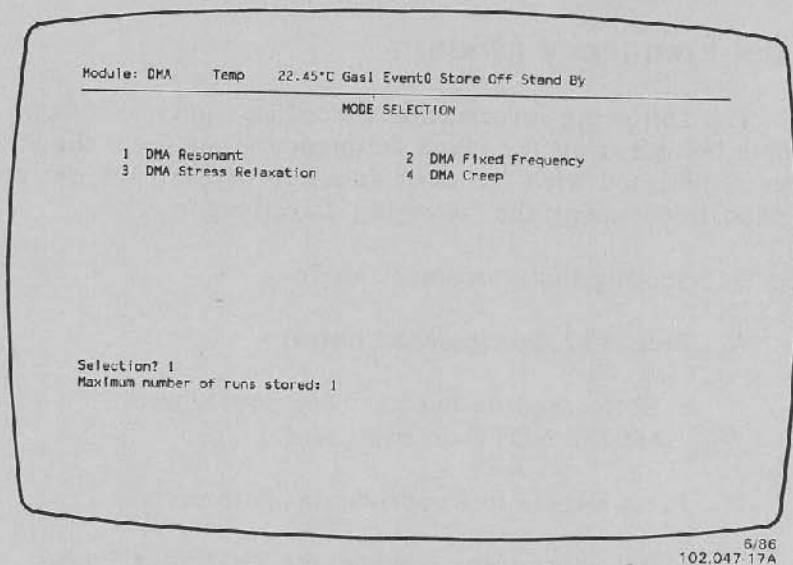 Module: DMA Temp 22.45°C Gas1 Event0 Store Off Stand By
MODE SELECTION
1 DMA Resonant 2 DMA Fixed Frequency
3 DMA Stress Relaxation 4 DMA Creep
Selection? 1
Maximum number of runs stored: 1
6/86
102.047-17A